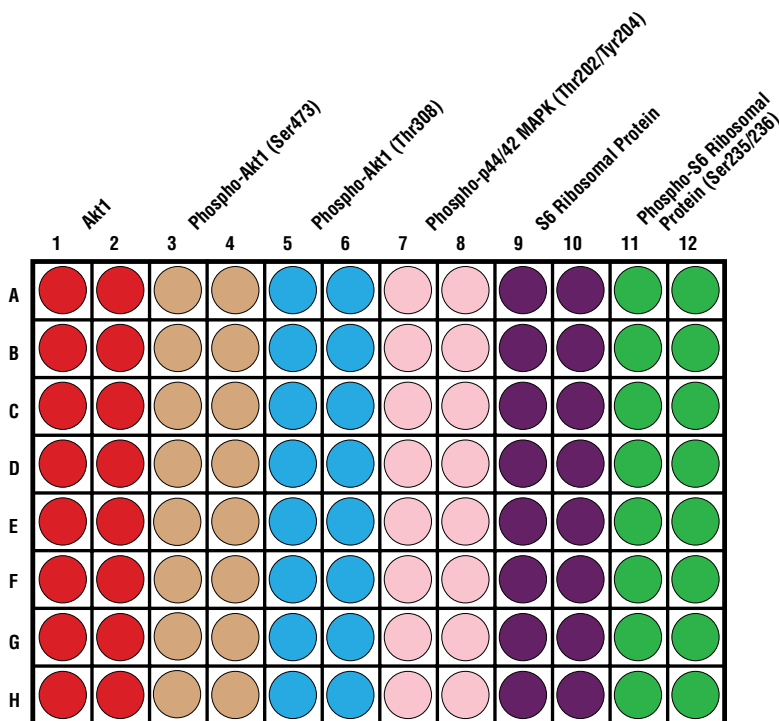 Akt1
Phospho-Akt1 (Ser473)
Phospho-Akt1 (Thr308)
Phospho-p44/42 MAPK (Thr202/Tyr204)
S6 Ribosomal Protein
Phospho-S6 Ribosomal
Protein (Ser235/236)
1 2 3 4 5 6 7 8 9 10 11 12
A
B
C
D
E
F
G
H